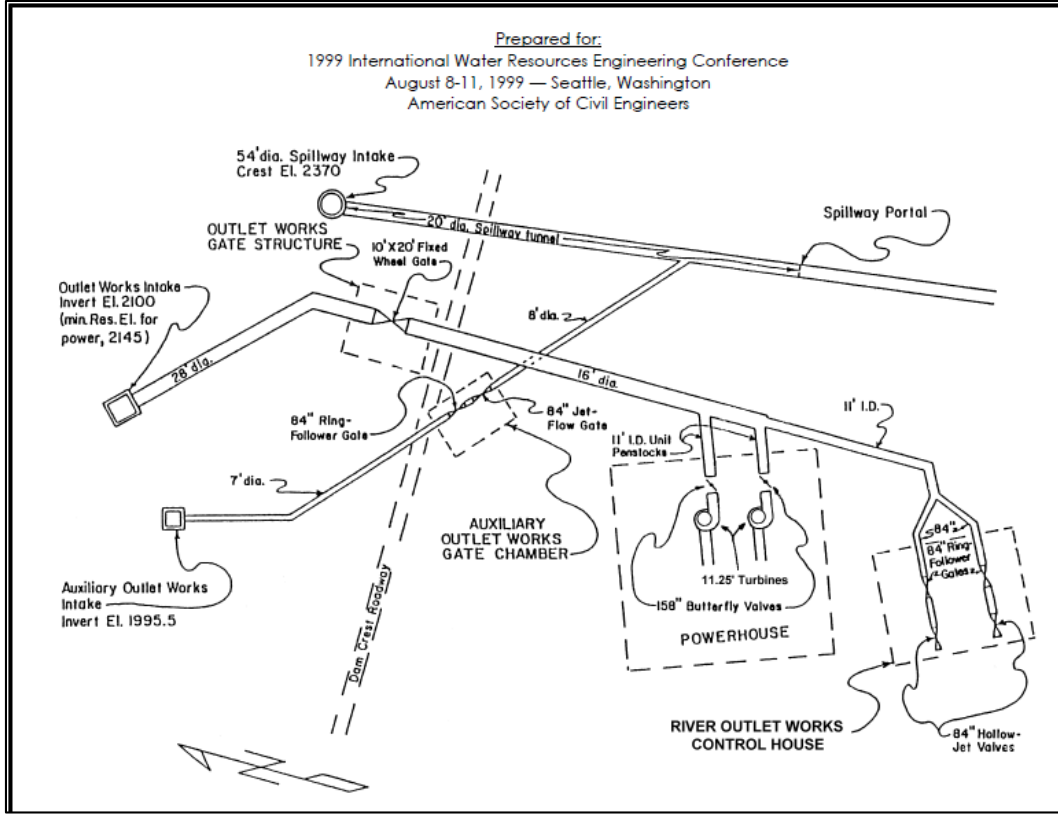 Prepared for:
1999 International Water Resources Engineering Conference
August 8-11, 1999 — Seattle, Washington
American Society of Civil Engineers
54' dia. Spillway Intake
Crest El. 2370
20' dia. Spillway tunnel
Spillway Portal
OUTLET WORKS
GATE STRUCTURE
10'X20' Fixed
Wheel Gate
Outlet Works Intake
Invert El. 2100
(min. Res. El. for
power, 2145)
28' dia.
8' dia.
16' dia.
84" Ring-
Follower Gate
84" Jet-
Flow Gate
11' I.D.
11' I.D. Unit
Penstocks
7' dia.
AUXILIARY
OUTLET WORKS
GATE CHAMBER
84"
84" Ring-
Follower
Gates
Auxiliary Outlet Works
Intake
Invert El. 1995.5
Dam Crest Roadway
11.25' Turbines
158" Butterfly Valves
POWERHOUSE
RIVER OUTLET WORKS
CONTROL HOUSE
84" Hollow-
Jet Valves